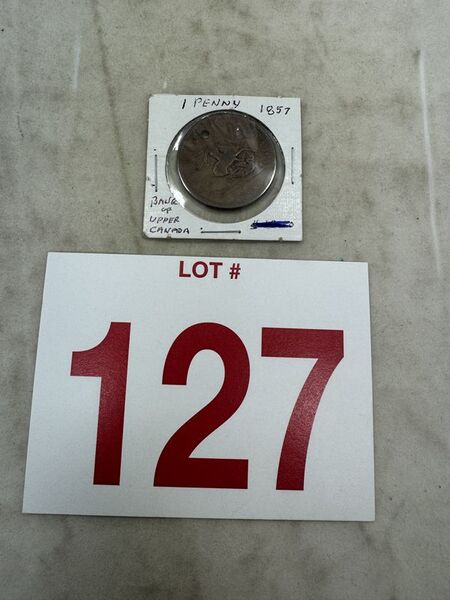 1 PENNY 1857
BANK
OF
UPPER
CANADA
LOT #
127